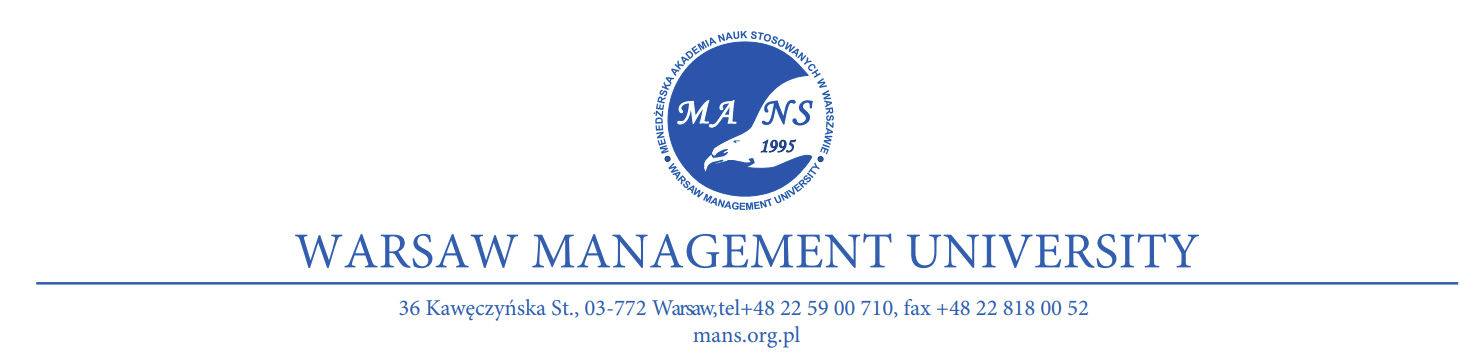 MENEDŻERSKA AKADEMIA NAUK STOSOWANYCH W WARSZAWIE
MA NS
1995
WARSAW MANAGEMENT UNIVERSITY
WARSAW MANAGEMENT UNIVERSITY
36 Kawęczyńska St., 03-772 Warsaw,tel+48 22 59 00 710, fax +48 22 818 00 52
mans.org.pl